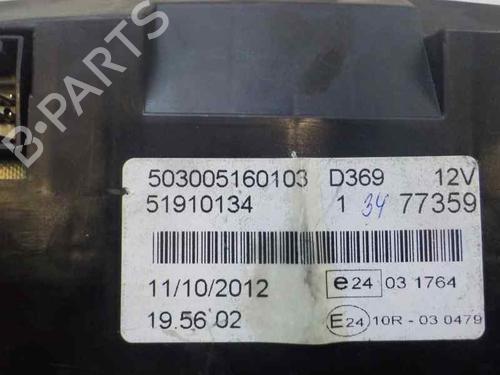 B-PARTS
503005160103 D369 12V
51910134 1 34 77359
11/10/2012 e24 03 1764
19.56.02 E24 10R - 03 0479